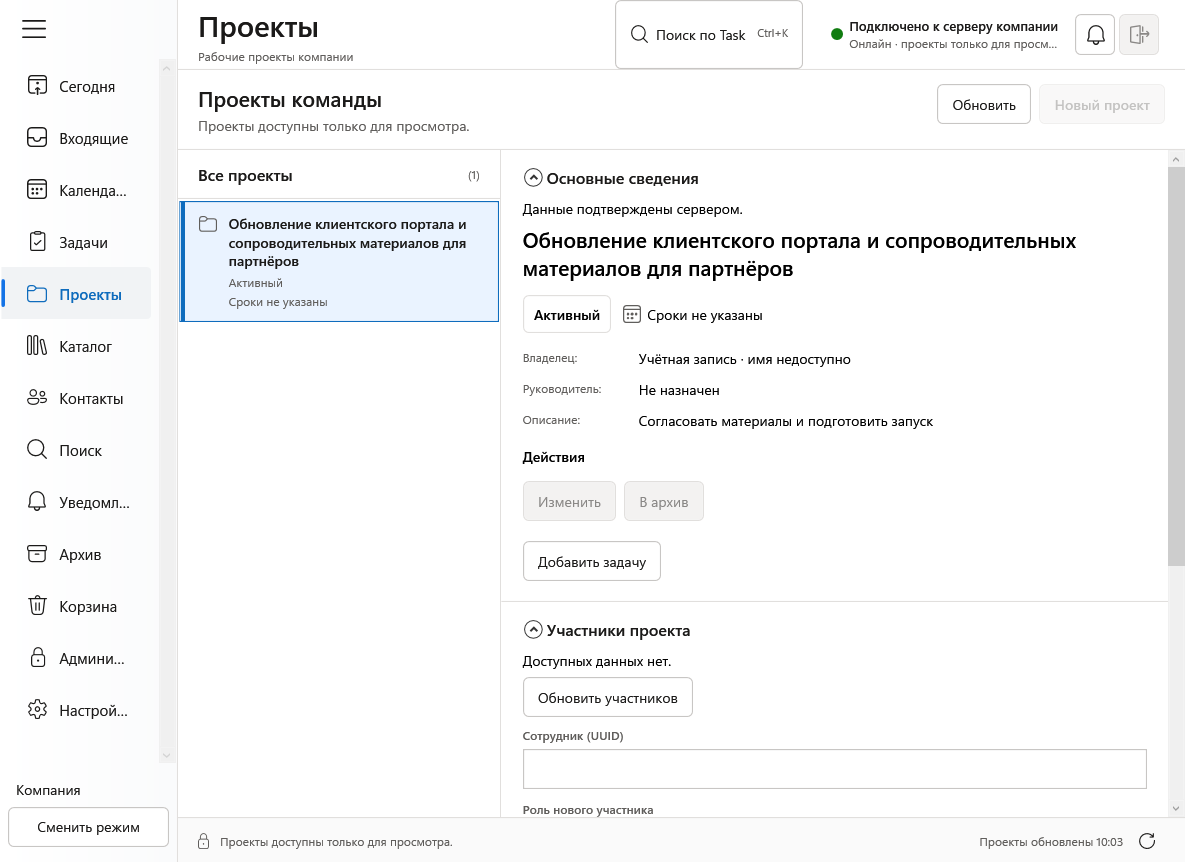 Проекты
Рабочие проекты компании
Поиск по Task Ctrl+K
Подключено к серверу компании
Онлайн · проекты только для просм...
Сегодня
Входящие
Календа...
Задачи
Проекты
Каталог
Контакты
Поиск
Уведомл...
Архив
Корзина
Админи...
Настрой...
Компания
Сменить режим
Проекты команды
Проекты доступны только для просмотра.
Обновить
Новый проект
Все проекты (1)
Обновление клиентского портала и
сопроводительных материалов для
партнёров
Активный
Сроки не указаны
Основные сведения
Данные подтверждены сервером.
Обновление клиентского портала и сопроводительных
материалов для партнёров
Активный
Сроки не указаны
Владелец: Учётная запись · имя недоступно
Руководитель: Не назначен
Описание: Согласовать материалы и подготовить запуск
Действия
Изменить
В архив
Добавить задачу
Участники проекта
Доступных данных нет.
Обновить участников
Сотрудник (UUID)
Роль нового участника
Проекты доступны только для просмотра.
Проекты обновлены 10:03